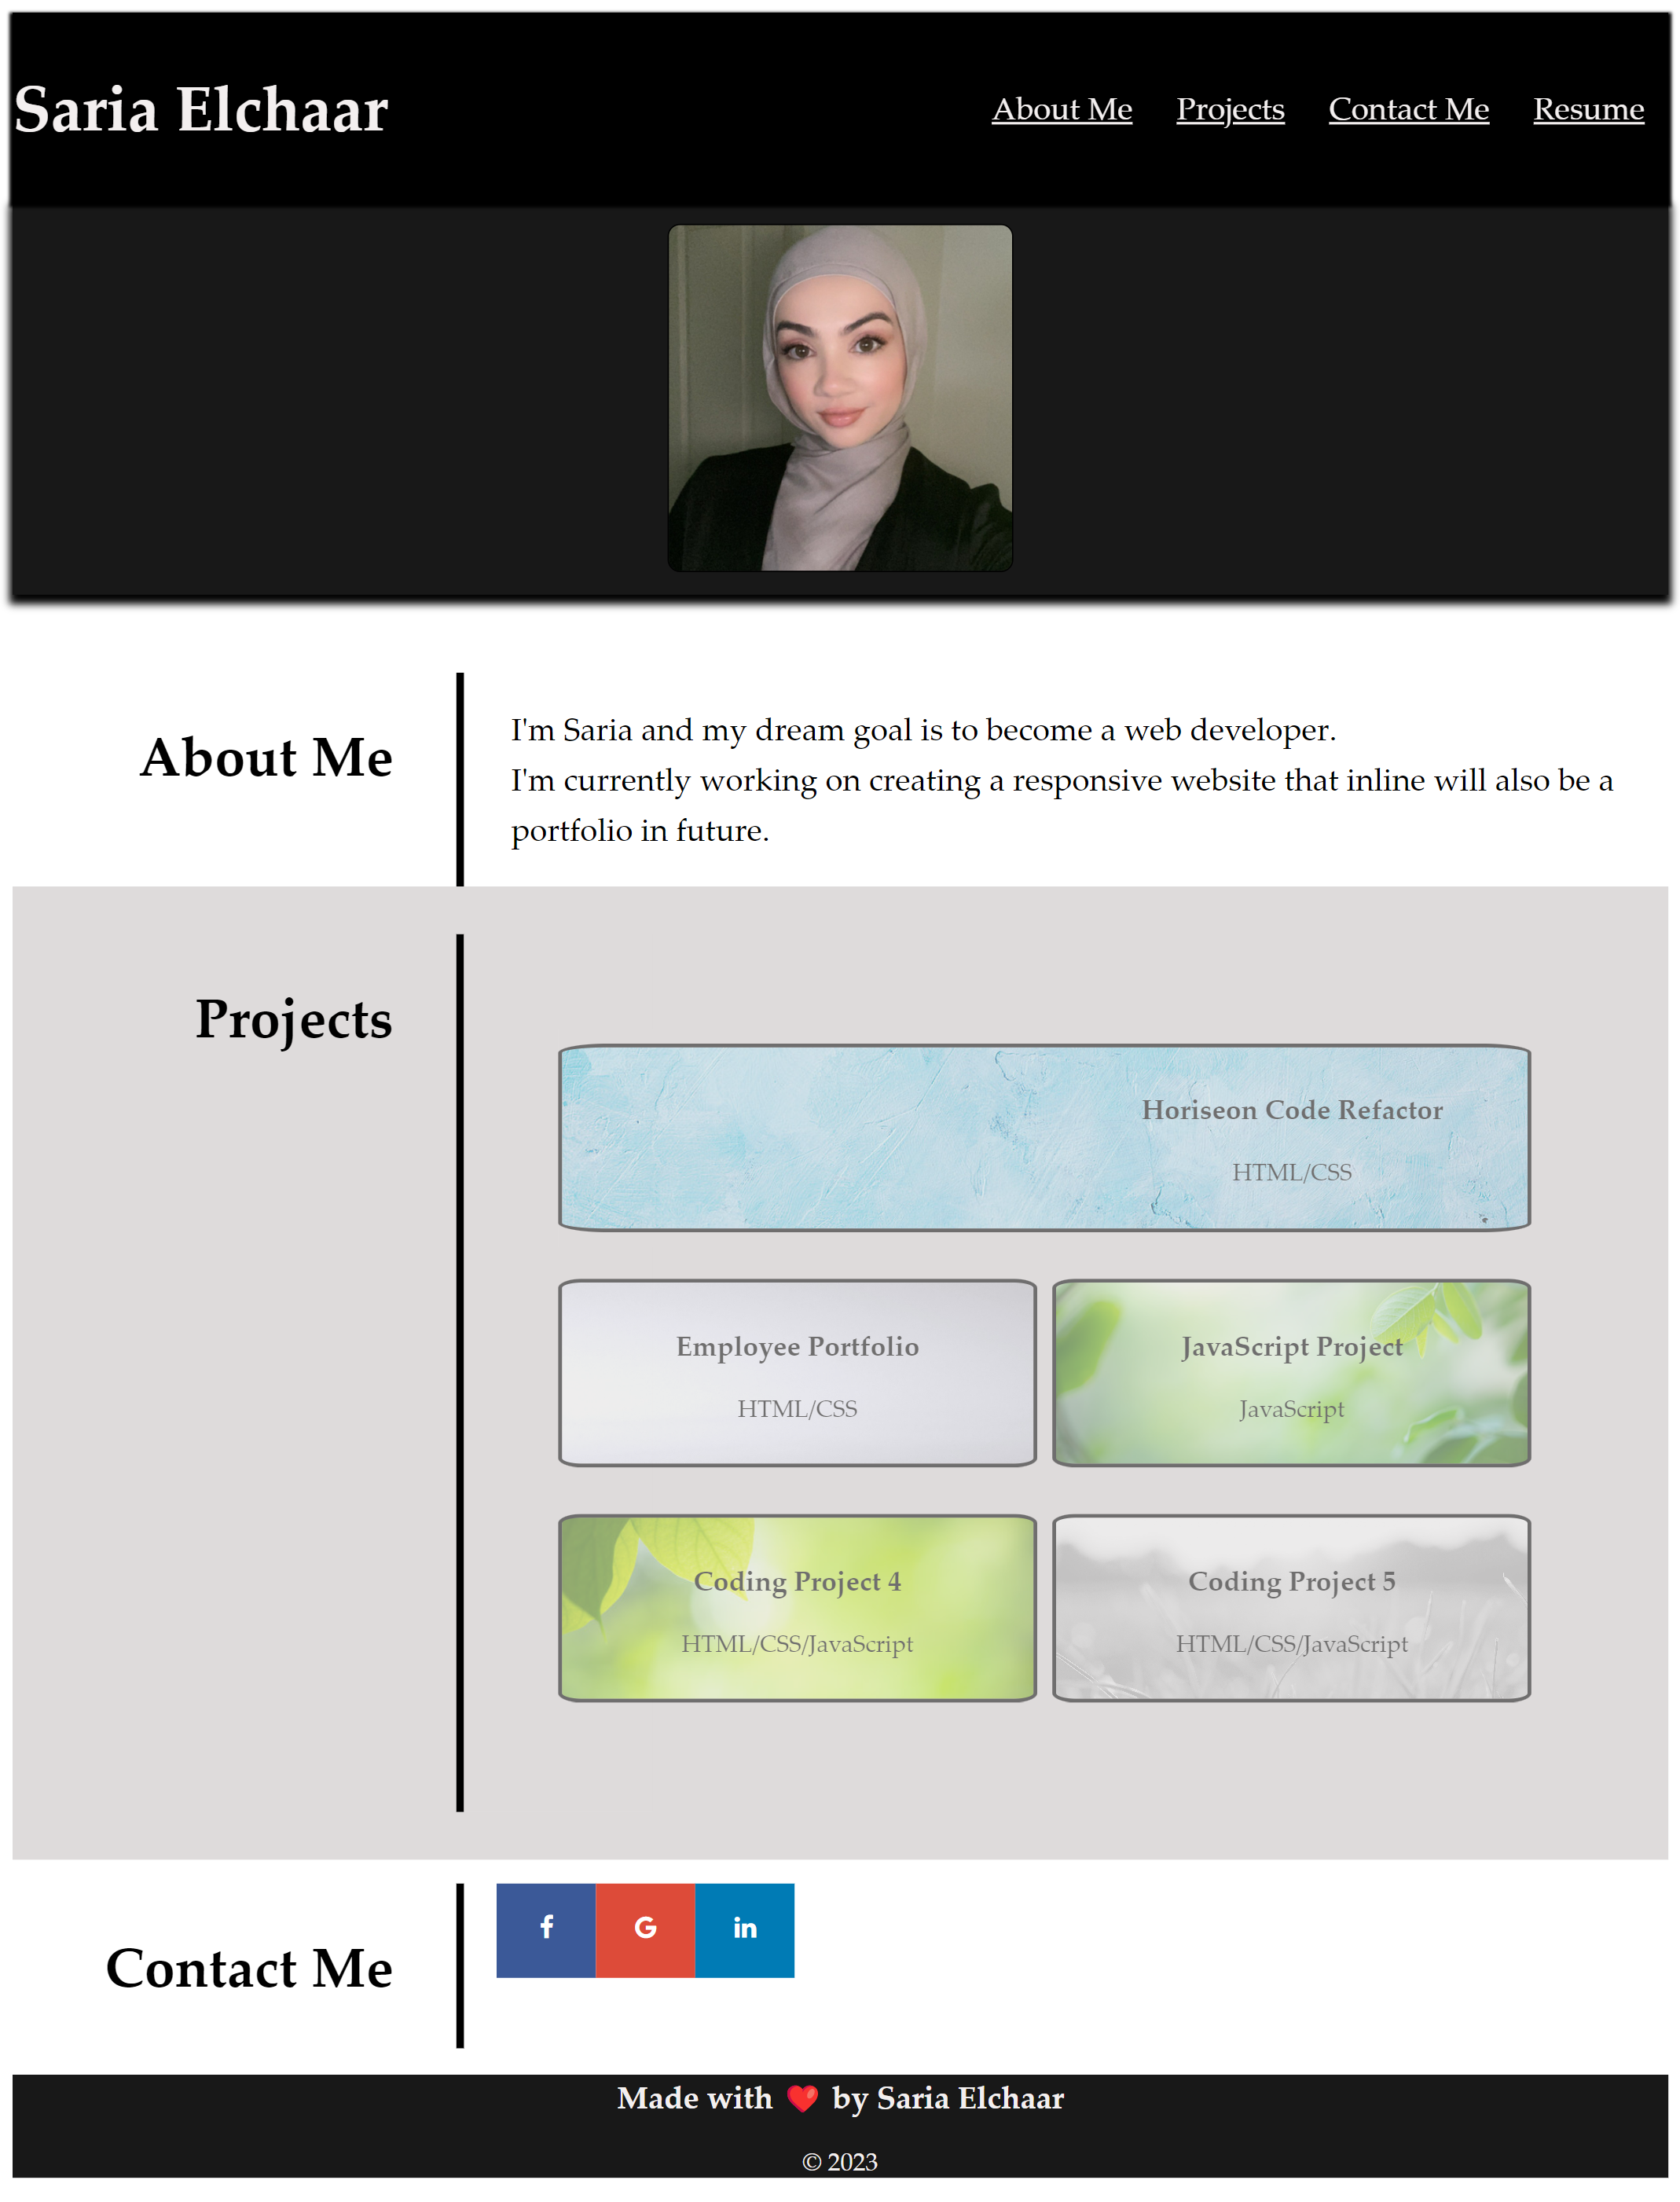 Saria Elchaar
About Me Projects Contact Me Resume
About Me
I'm Saria and my dream goal is to become a web developer.
I'm currently working on creating a responsive website that inline will also be a
portfolio in future.
Projects
Horiseon Code Refactor
HTML/CSS
Employee Portfolio
HTML/CSS
JavaScript Project
JavaScript
Coding Project 4
HTML/CSS/JavaScript
Coding Project 5
HTML/CSS/JavaScript
Contact Me
f G in
Made with ❤️ by Saria Elchaar
© 2023